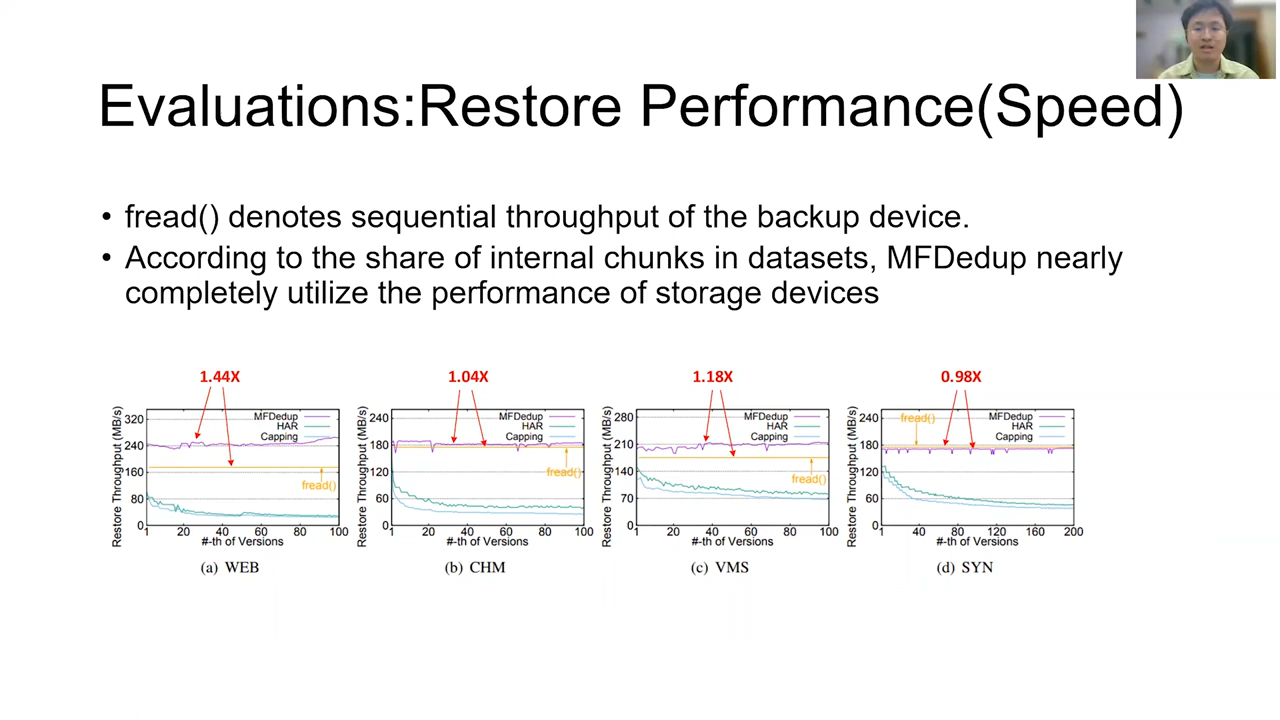 Evaluations:Restore Performance(Speed)
• fread() denotes sequential throughput of the backup device.
• According to the share of internal chunks in datasets, MFDedup nearly
completely utilize the performance of storage devices
1.44X
Restore Throughput (MB/s)
320
240
160
80
0
MFDedup
HAR
Capping
fread()
1 20 40 60 80 100
#-th of Versions
(a) WEB
1.04X
Restore Throughput (MB/s)
240
180
120
60
0
MFDedup
HAR
Capping
fread()
1 20 40 60 80 100
#-th of Versions
(b) CHM
1.18X
Restore Throughput (MB/s)
280
210
140
70
0
MFDedup
HAR
Capping
fread()
1 20 40 60 80 100
#-th of Versions
(c) VMS
0.98X
Restore Throughput (MB/s)
240
180
120
60
0
fread()
MFDedup
HAR
Capping
1 40 80 120 160 200
#-th of Versions
(d) SYN